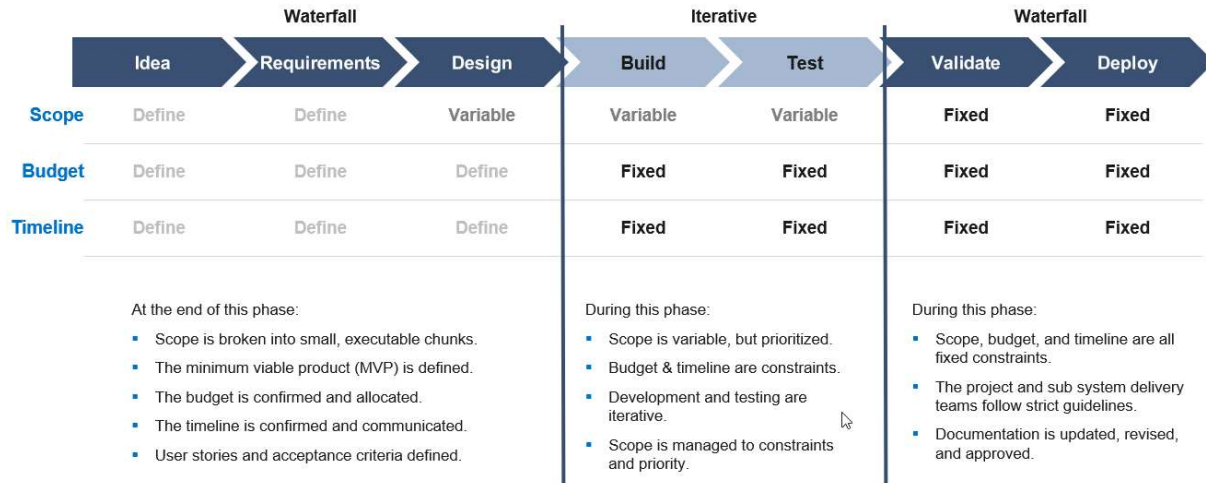 Waterfall Iterative Waterfall
Idea Requirements Design Build Test Validate Deploy
Scope Define Define Variable Variable Variable Fixed Fixed
Budget Define Define Define Fixed Fixed Fixed Fixed
Timeline Define Define Define Fixed Fixed Fixed Fixed
At the end of this phase:
Scope is broken into small, executable chunks.
The minimum viable product (MVP) is defined.
The budget is confirmed and allocated.
The timeline is confirmed and communicated.
User stories and acceptance criteria defined.
During this phase:
Scope is variable, but prioritized.
Budget & timeline are constraints.
Development and testing are
iterative.
Scope is managed to constraints
and priority.
During this phase:
Scope, budget, and timeline are all
fixed constraints.
The project and sub system delivery
teams follow strict guidelines.
Documentation is updated, revised,
and approved.